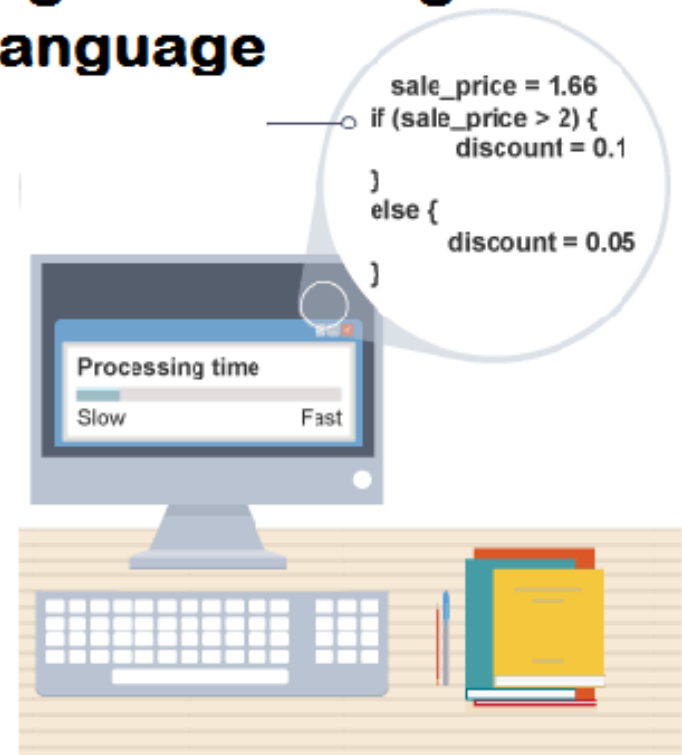 anguage
sale_price = 1.66
if (sale_price > 2) {
discount = 0.1
}
else {
discount = 0.05
}
Processing time
Slow Fast